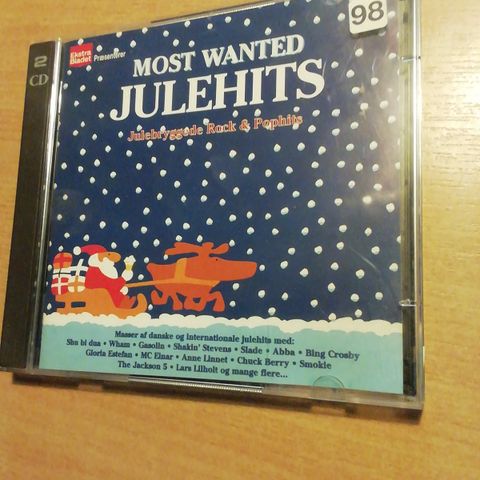 98
2
CD
Ekstra
Bladet Præsenterer
MOST WANTED
JULEHITS
Julebryggede Rock & Pophits
Masser af danske og internationale julehits med:
Shu bi dua • Wham • Gasolin • Shakin' Stevens • Slade • Abba • Bing Crosby
Gloria Estefan • MC Einar • Anne Linnet • Chuck Berry • Smokie
The Jackson 5 • Lars Lilholt og mange flere...